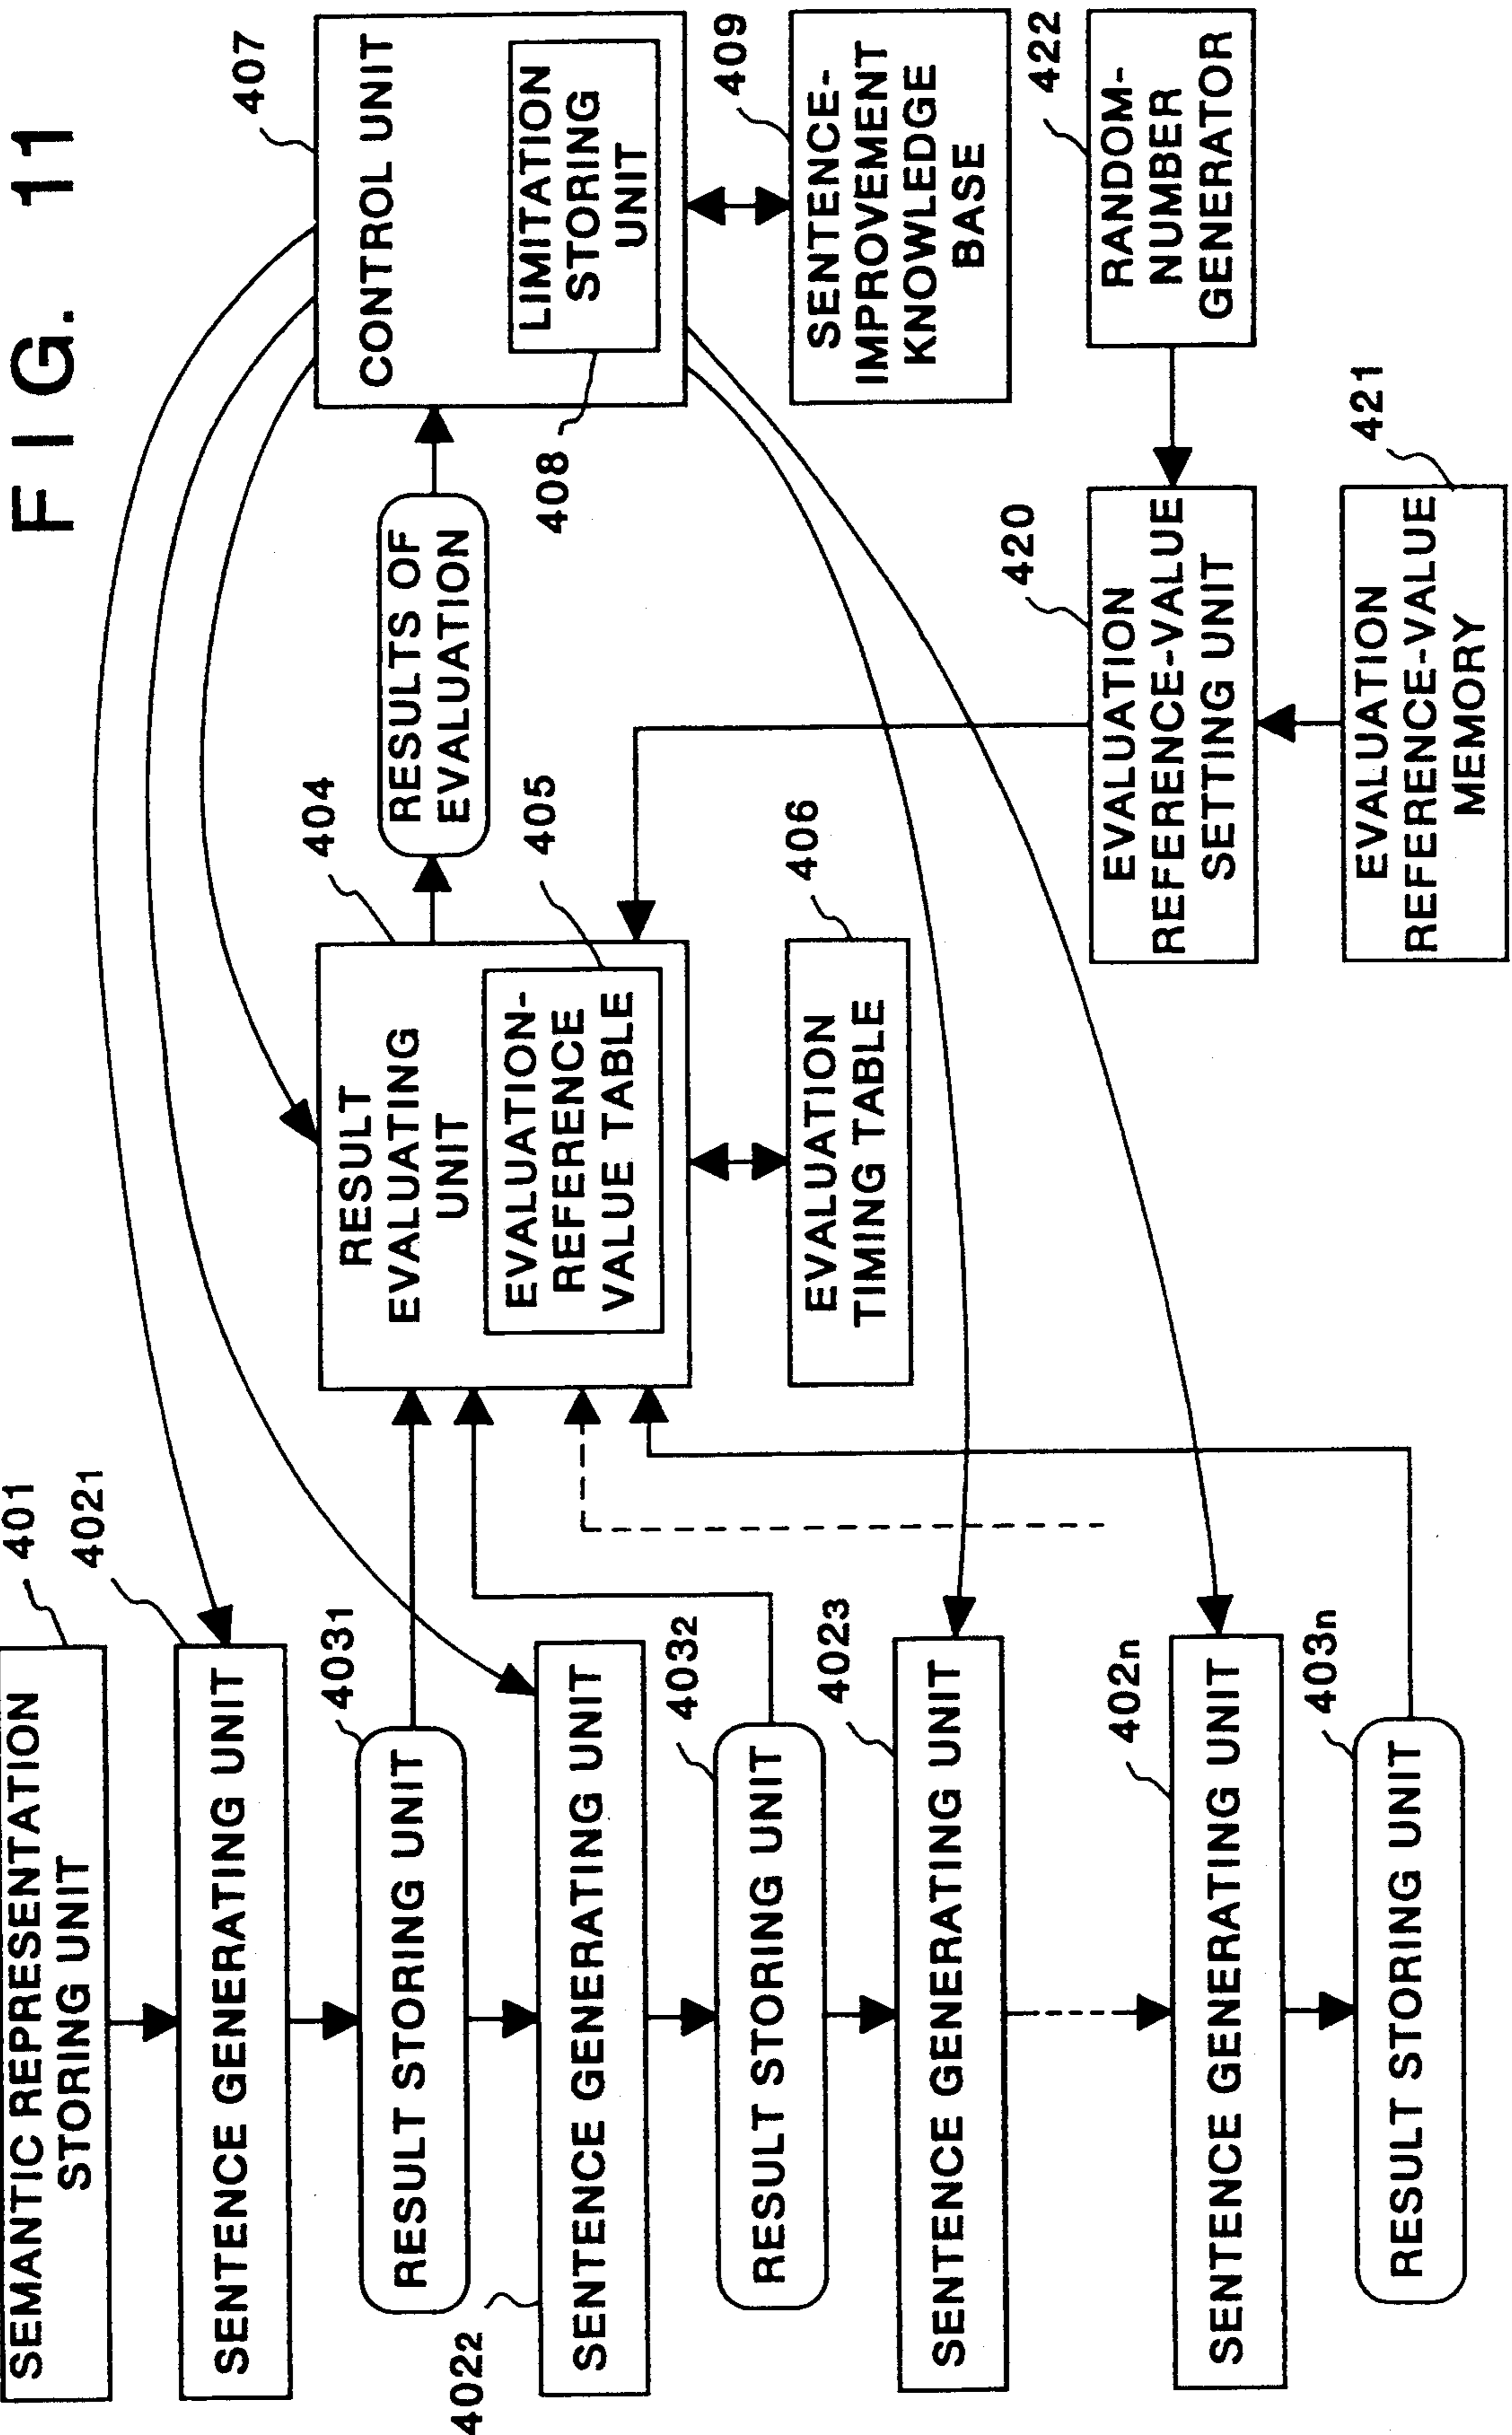 FIG. 11
SEMANTIC REPRESENTATION
STORING UNIT
401
SENTENCE GENERATING UNIT
4021
RESULT STORING UNIT
4031
SENTENCE GENERATING UNIT
4022
RESULT STORING UNIT
4032
SENTENCE GENERATING UNIT
4023
SENTENCE GENERATING UNIT
402n
RESULT STORING UNIT
403n
RESULT
EVALUATING
UNIT
404
EVALUATION-
REFERENCE
VALUE TABLE
405
EVALUATION
TIMING TABLE
406
RESULTS OF
EVALUATION
CONTROL UNIT
407
LIMITATION
STORING
UNIT
408
SENTENCE-
IMPROVEMENT
KNOWLEDGE
BASE
409
EVALUATION
REFERENCE-VALUE
SETTING UNIT
420
EVALUATION
REFERENCE-VALUE
MEMORY
421
RANDOM-
NUMBER
GENERATOR
422